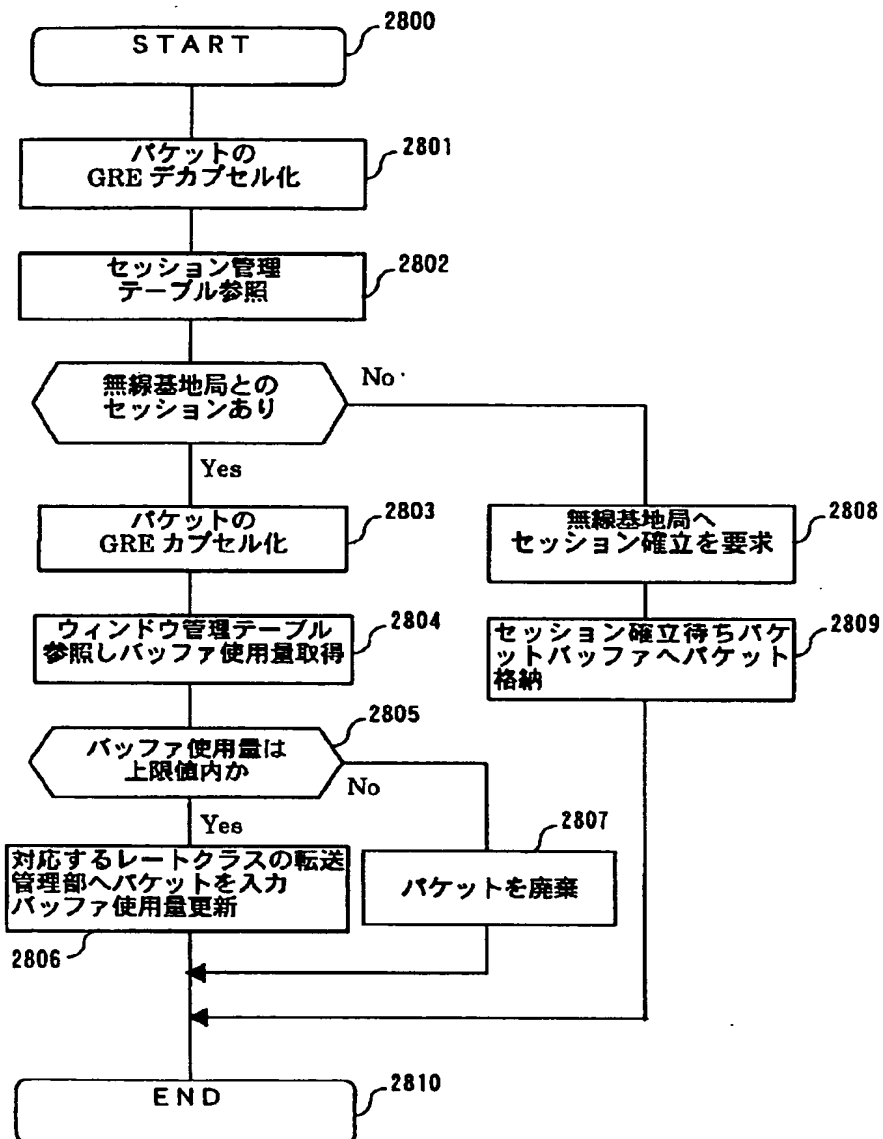 START
2800
パケットの
GRE デカプセル化
2801
セッション管理
テーブル参照
2802
無線基地局との
セッションあり
No
Yes
パケットの
GRE カプセル化
2803
無線基地局へ
セッション確立を要求
2808
ウィンドウ管理テーブル
参照しバッファ使用量取得
2804
セッション確立待ちパケ
ットバッファへパケット
格納
2809
バッファ使用量は
上限値内か
2805
No
Yes
対応するレートクラスの転送
管理部へパケットを入力
バッファ使用量更新
2806
パケットを廃棄
2807
END
2810